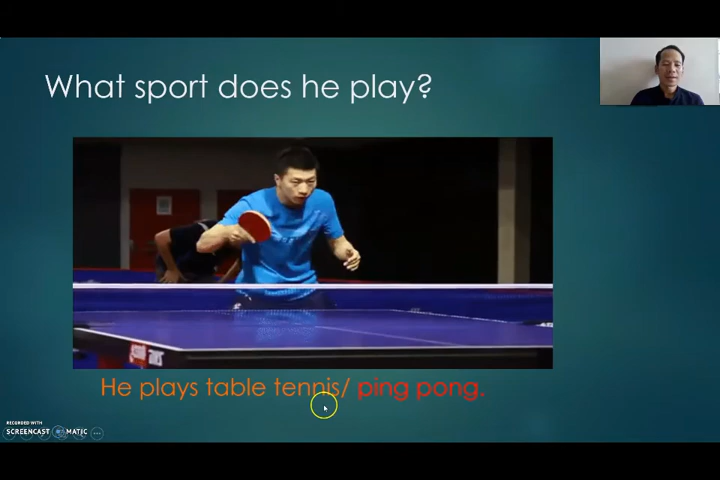 What sport does he play?
He plays table tennis/ ping pong.
RECORDED WITH
SCREENCAST MATIC